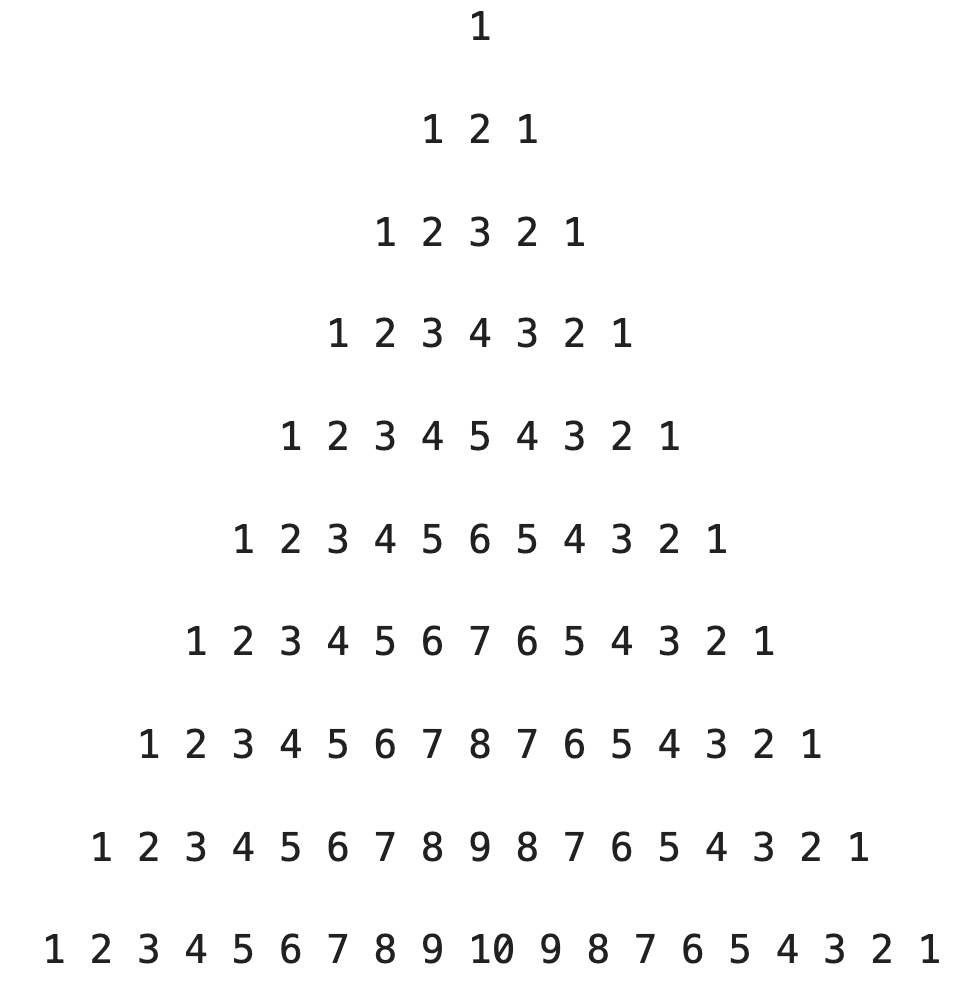 1
1 2 1
1 2 3 2 1
1 2 3 4 3 2 1
1 2 3 4 5 4 3 2 1
1 2 3 4 5 6 5 4 3 2 1
1 2 3 4 5 6 7 6 5 4 3 2 1
1 2 3 4 5 6 7 8 7 6 5 4 3 2 1
1 2 3 4 5 6 7 8 9 8 7 6 5 4 3 2 1
1 2 3 4 5 6 7 8 9 10 9 8 7 6 5 4 3 2 1